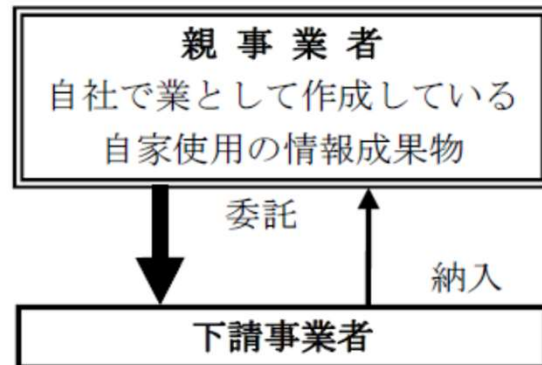 親事業者
自社で業として作成している
自家使用の情報成果物
委託
納入
下請事業者